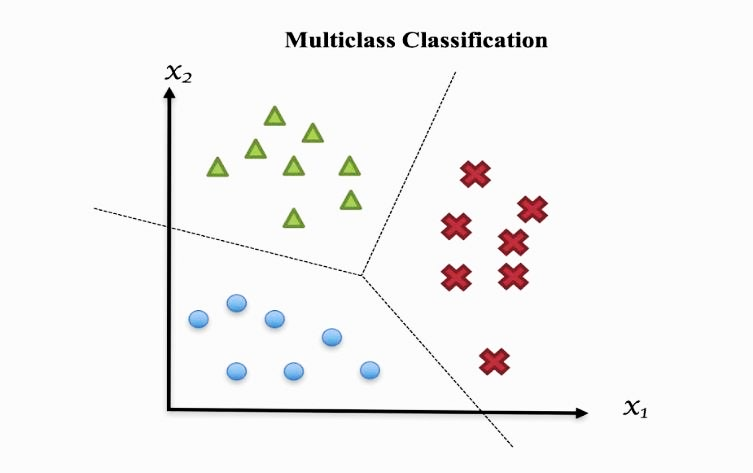 Multiclass Classification
x₂
x₁